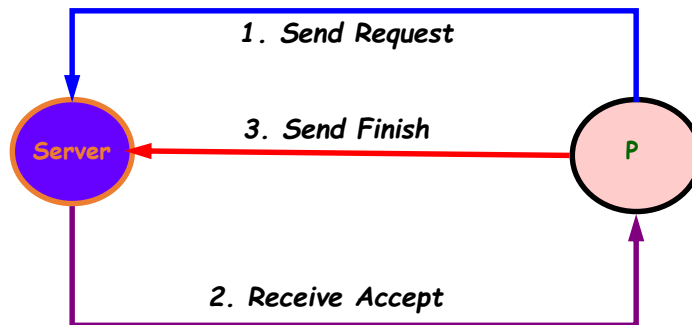 1. Send Request
Server
3. Send Finish
P
2. Receive Accept